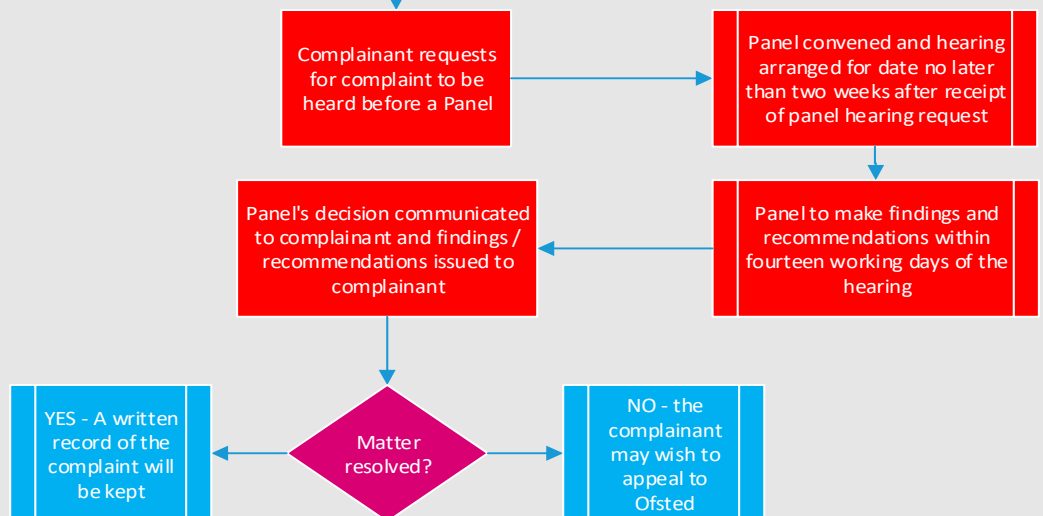 Complainant requests
for complaint to be
heard before a Panel
Panel convened and hearing
arranged for date no later
than two weeks after receipt
of panel hearing request
Panel to make findings and
recommendations within
fourteen working days of the
hearing
Panel's decision communicated
to complainant and findings /
recommendations issued to
complainant
Matter
resolved?
YES - A written
record of the
complaint will
be kept
NO - the
complainant
may wish to
appeal to
Ofsted